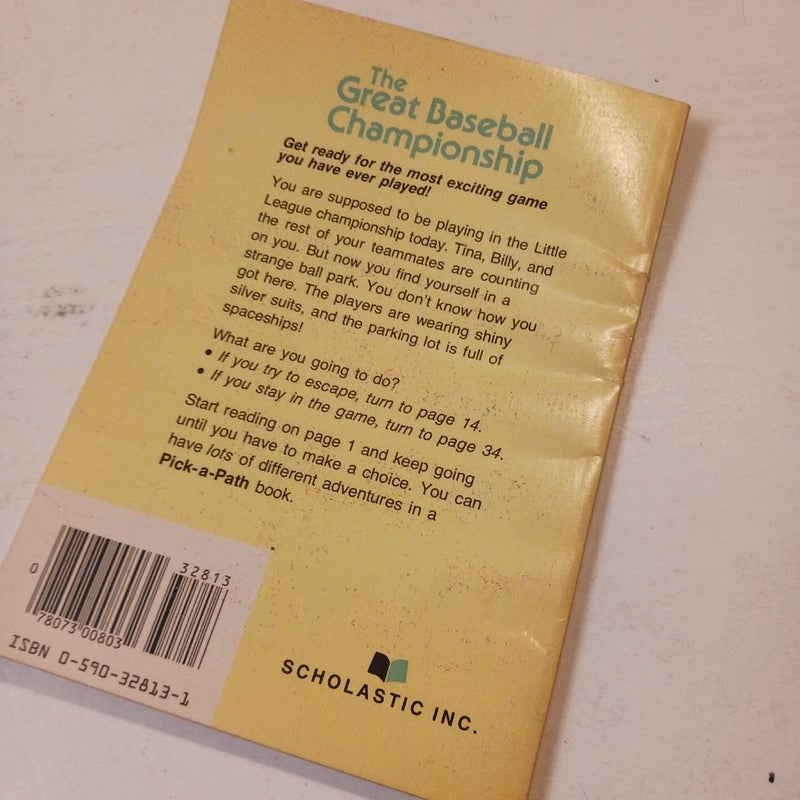 The
Great Baseball
Championship
Get ready for the most exciting game
you have ever played!
You are supposed to be playing in the Little
League championship today. Tina, Billy, and
the rest of your teammates are counting
on you. But now you find yourself in a
strange ball park. You don't know how you
got here. The players are wearing shiny
silver suits, and the parking lot is full of
spaceships!
What are you going to do?
• If you try to escape, turn to page 14.
• If you stay in the game, turn to page 34.
Start reading on page 1 and keep going
until you have to make a choice. You can
have lots of different adventures in a
Pick-a-Path book.
32813
0
78073 00803
ISBN 0-590-32813-1
SCHOLASTIC INC.